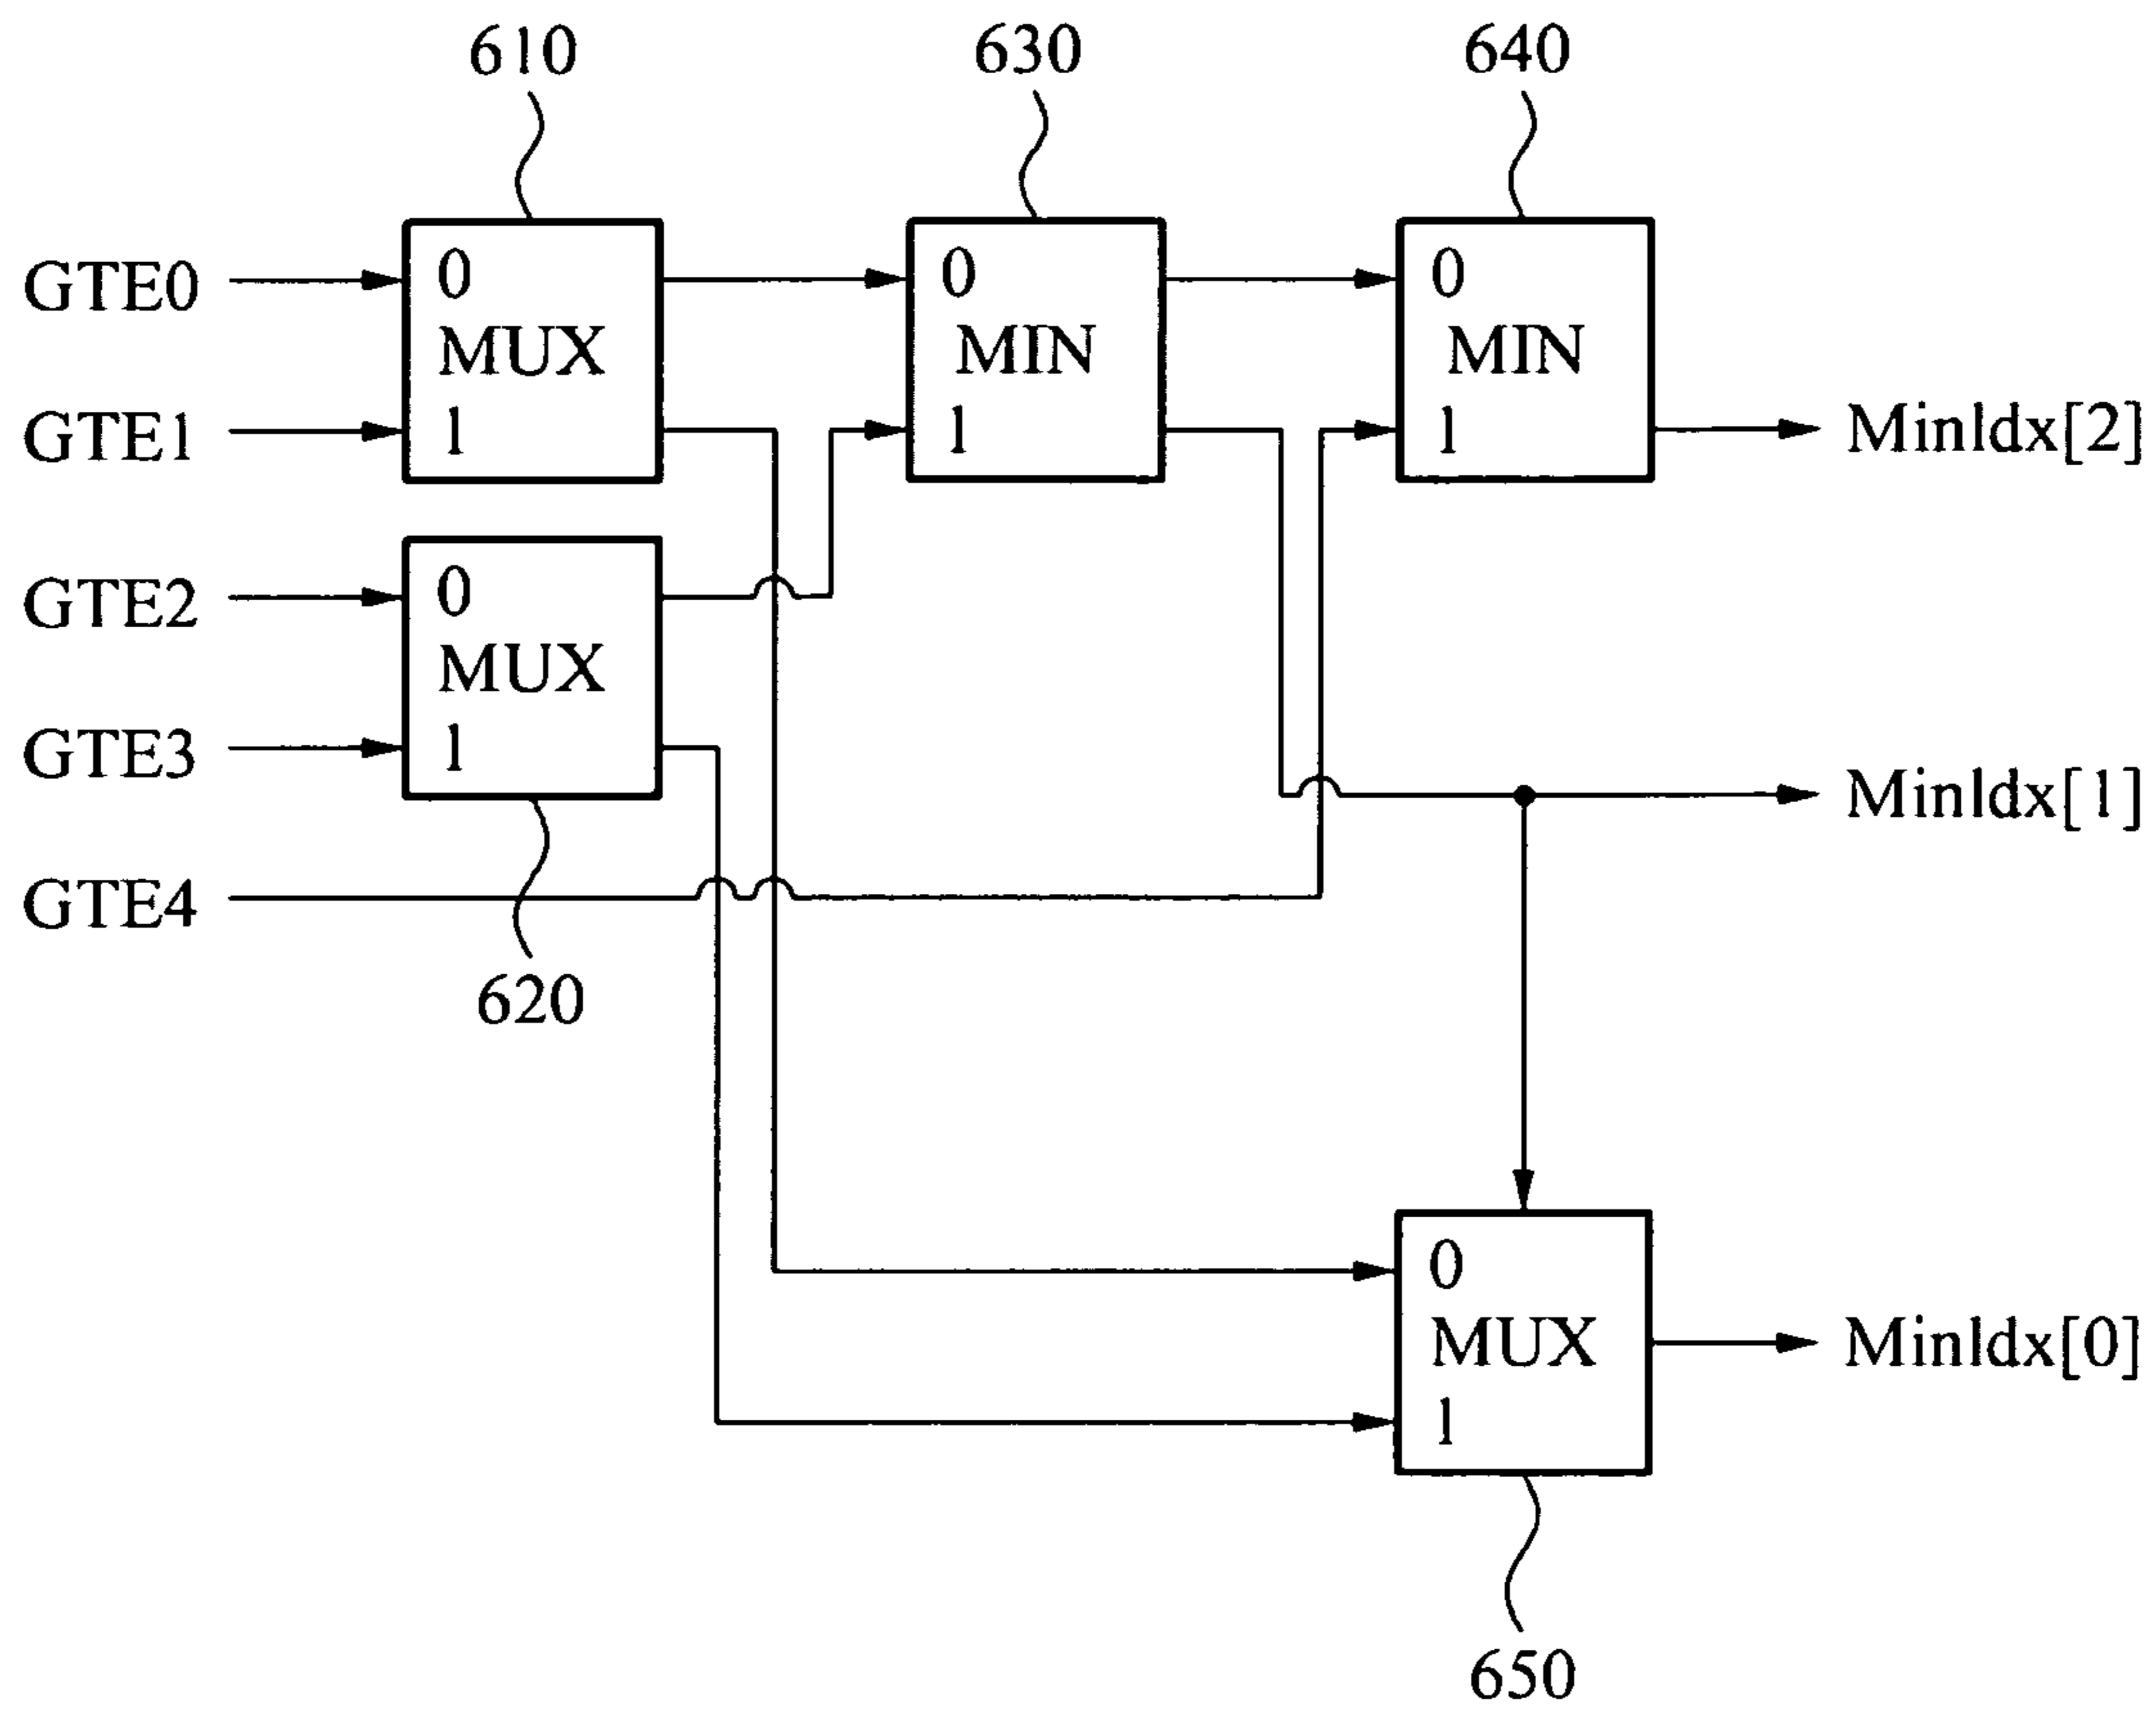 610
630
640
GTE0
0
MUX
1
GTE1
0
MIN
1
0
MIN
1
MinIdx[2]
GTE2
0
MUX
1
GTE3
MinIdx[1]
GTE4
620
0
MUX
1
MinIdx[0]
650